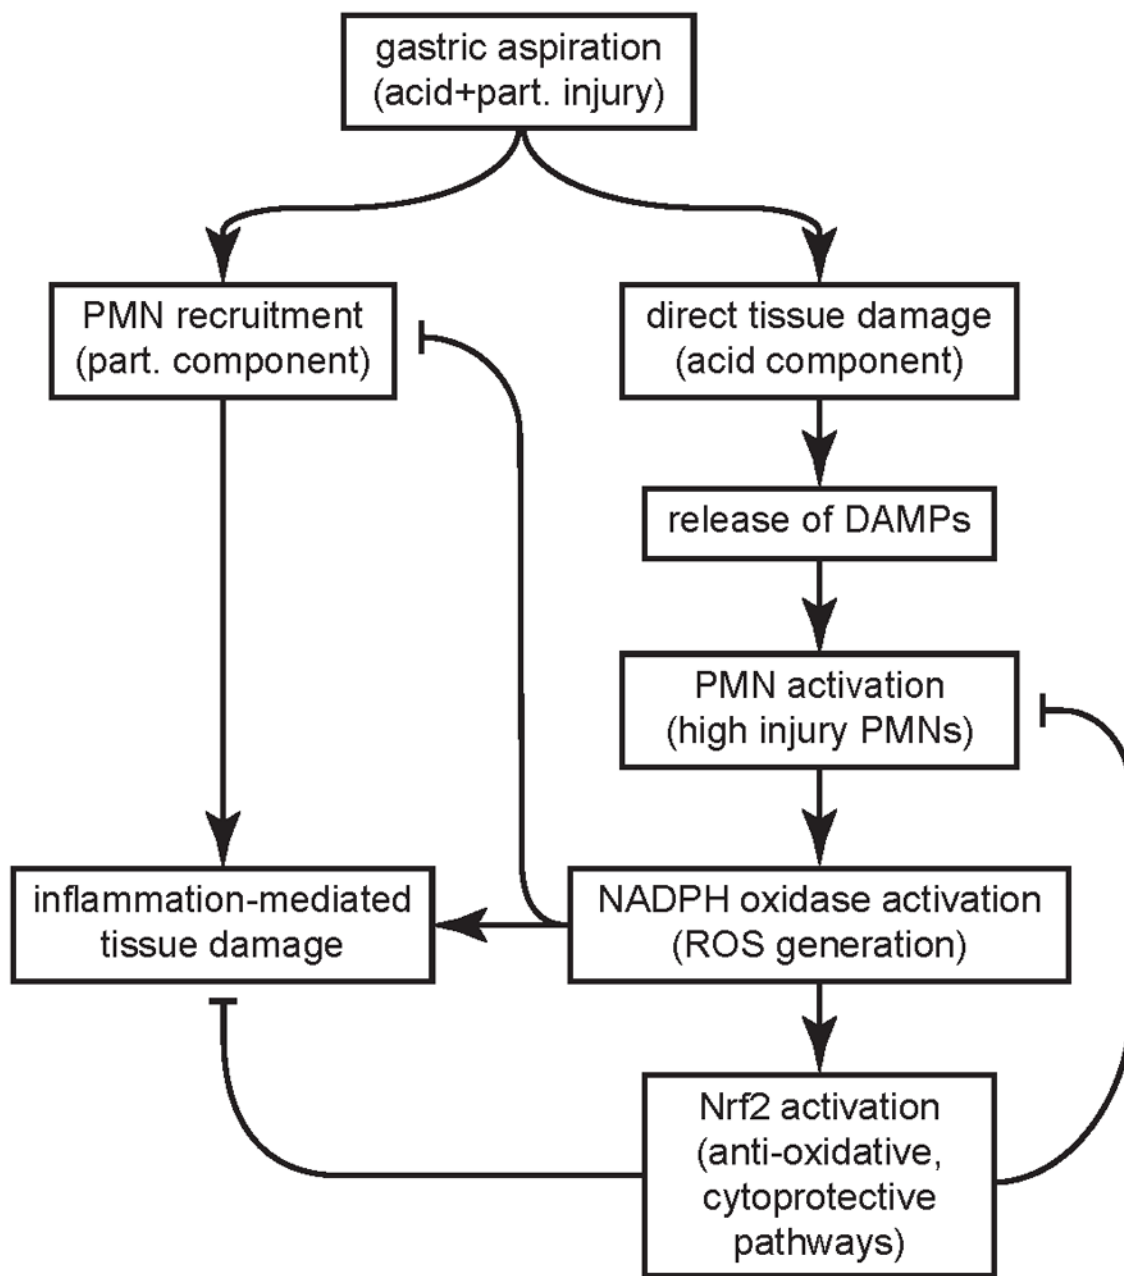 gastric aspiration
(acid+part. injury)
PMN recruitment
(part. component)
direct tissue damage
(acid component)
release of DAMPs
PMN activation
(high injury PMNs)
inflammation-mediated
tissue damage
NADPH oxidase activation
(ROS generation)
Nrf2 activation
(anti-oxidative,
cytoprotective
pathways)